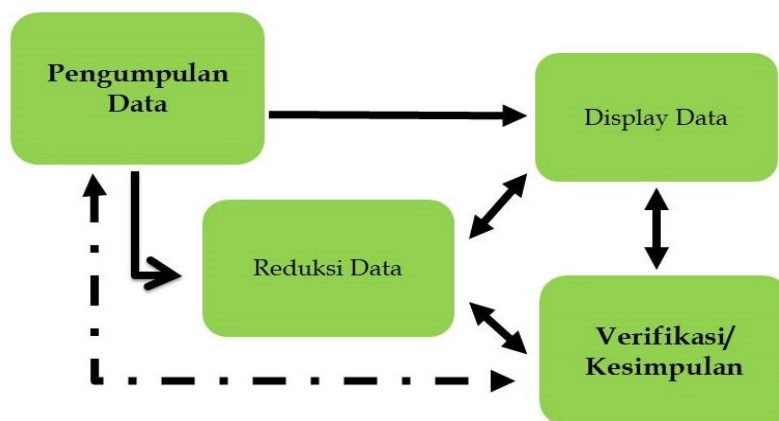 Pengumpulan
Data
Display Data
Reduksi Data
Verifikasi/
Kesimpulan